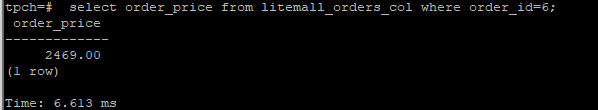 tpch=#  select order_price from litemall_orders_col where order_id=6;
 order_price
-------------
     2469.00
(1 row)

Time: 6.613 ms